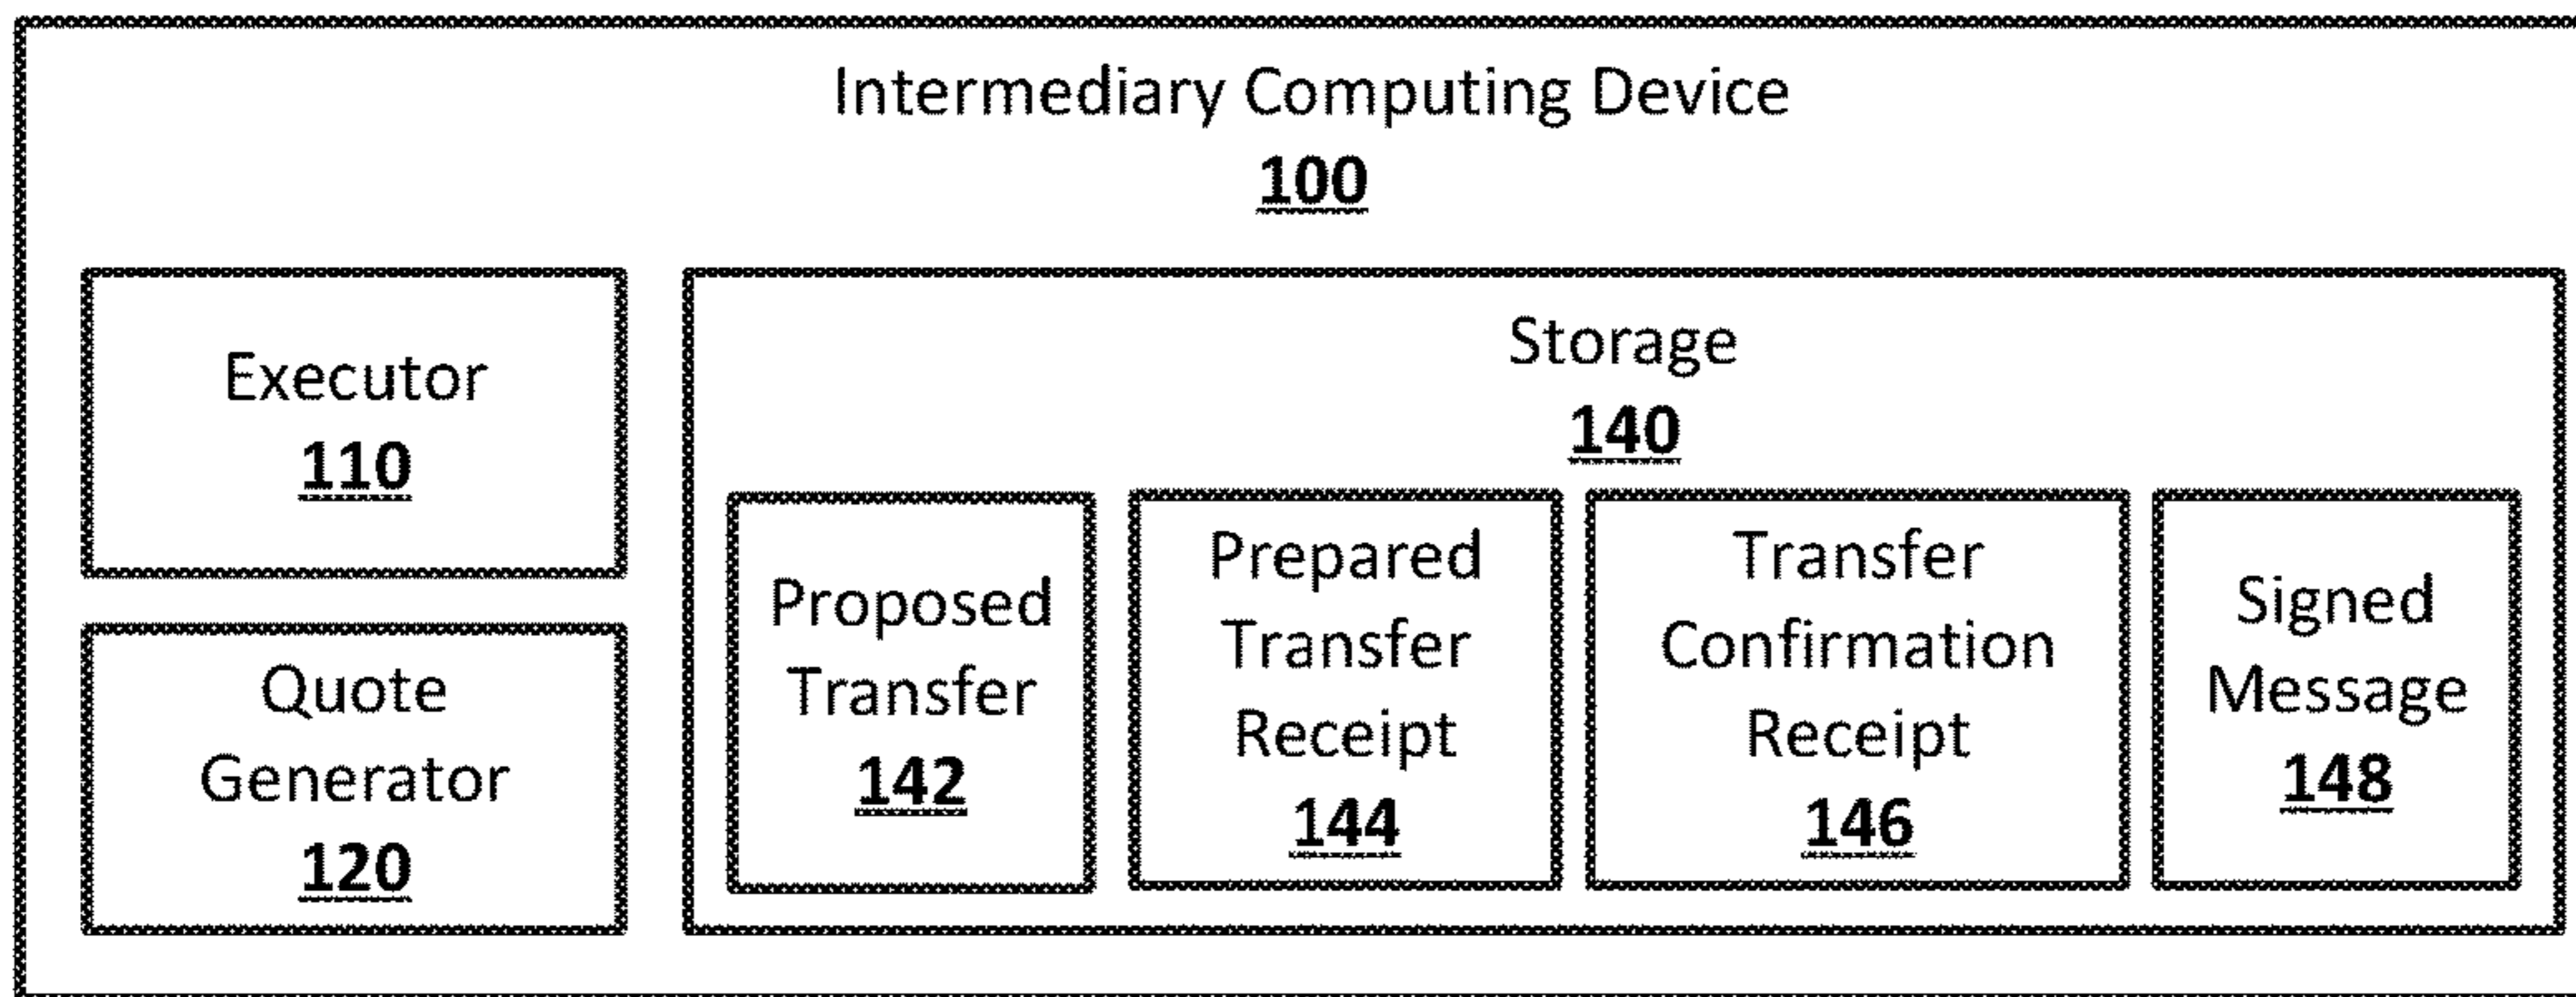 Intermediary Computing Device
100
Executor
110
Quote
Generator
120
Storage
140
Proposed
Transfer
142
Prepared
Transfer
Receipt
144
Transfer
Confirmation
Receipt
146
Signed
Message
148